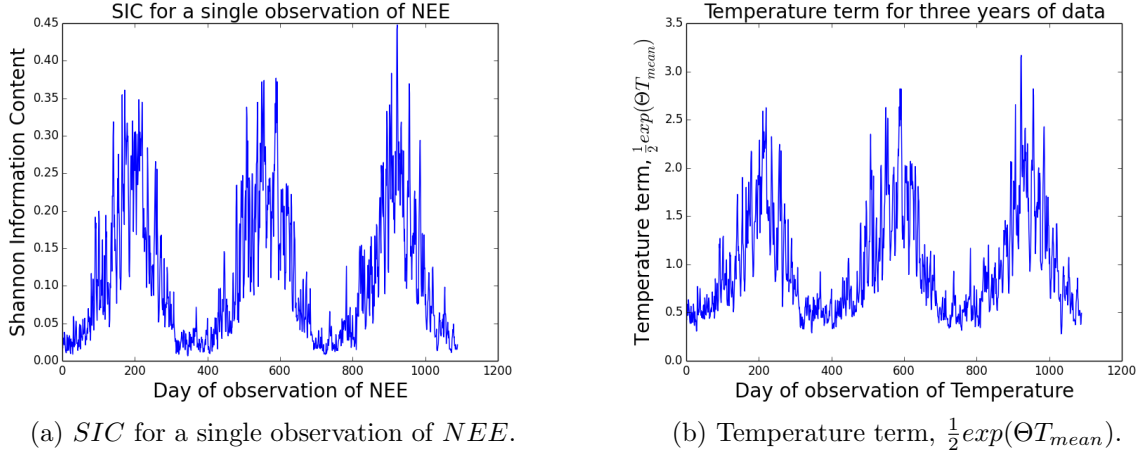 SIC for a single observation of NEE
Shannon Information Content
0.45
0.40
0.35
0.30
0.25
0.20
0.15
0.10
0.05
0.00
0 200 400 600 800 1000 1200
Day of observation of NEE
(a) SIC for a single observation of NEE.
Temperature term for three years of data
Temperature term, ½exp(ΘT_mean)
3.5
3.0
2.5
2.0
1.5
1.0
0.5
0.0
0 200 400 600 800 1000 1200
Day of observation of Temperature
(b) Temperature term, ½exp(ΘT_mean).